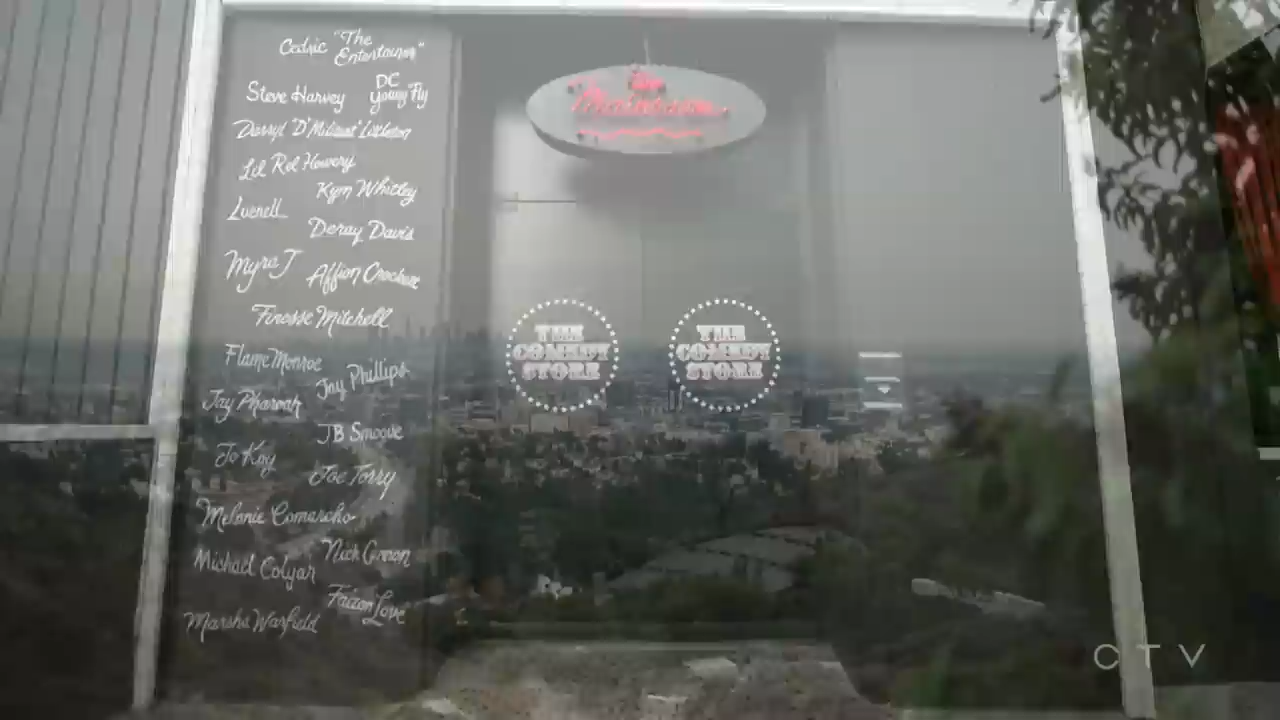 Cedric "The
Entertainer"
Steve Harvey
DC
Young Fly
Darryl "D'Militant" Littleton
Lil Rel Howery
Kym Whitley
Luenell
Deray Davis
Myra J
Affion Crockett
Finesse Mitchell
Flame Monroe
Jay Phillips
Jay Pharoah
JB Smoove
Jo Koy
Joe Torry
Melanie Comarcho
Nick Cannon
Michael Colyar
Faizon Love
Marsha Warfield
The
Mainroom
THE
COMEDY
STORE
THE
COMEDY
STORE
CTV